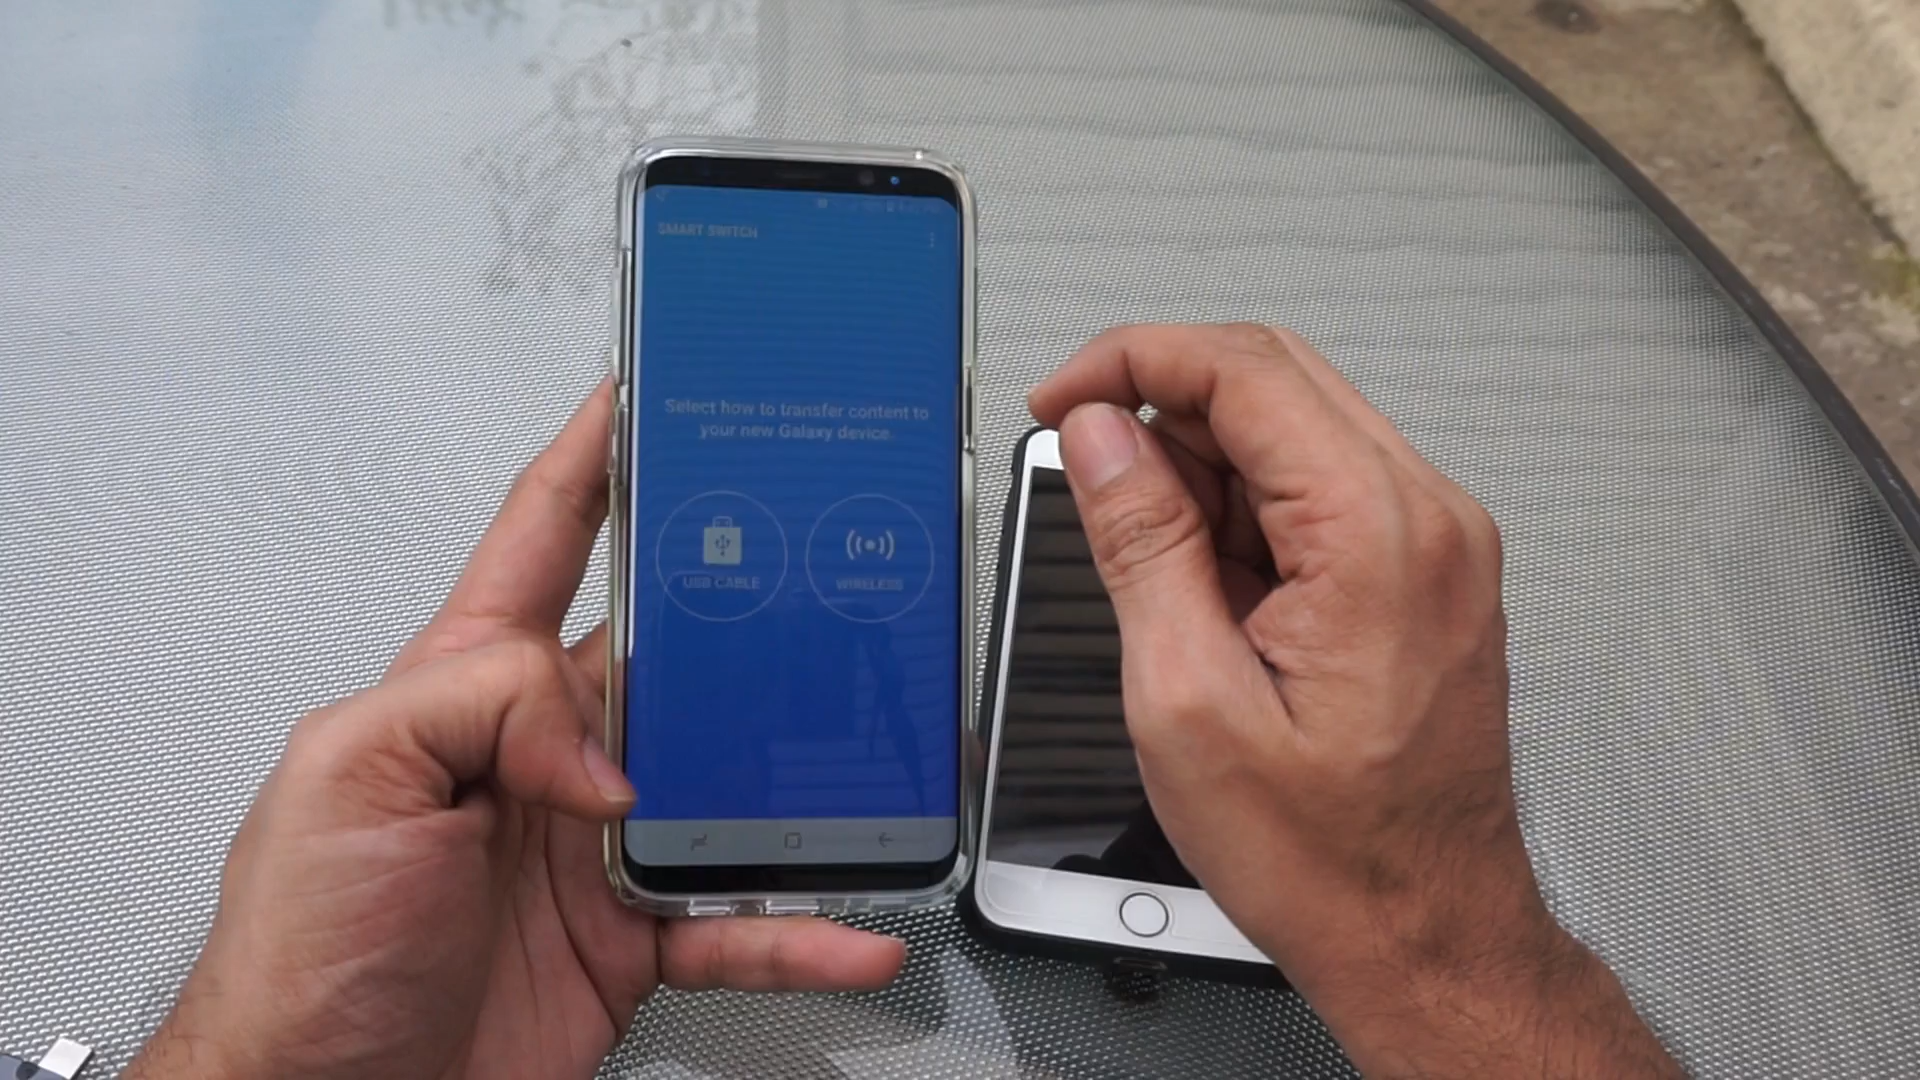 SMART SWITCH
Select how to transfer content to
your new Galaxy device.
USB CABLE
WIRELESS